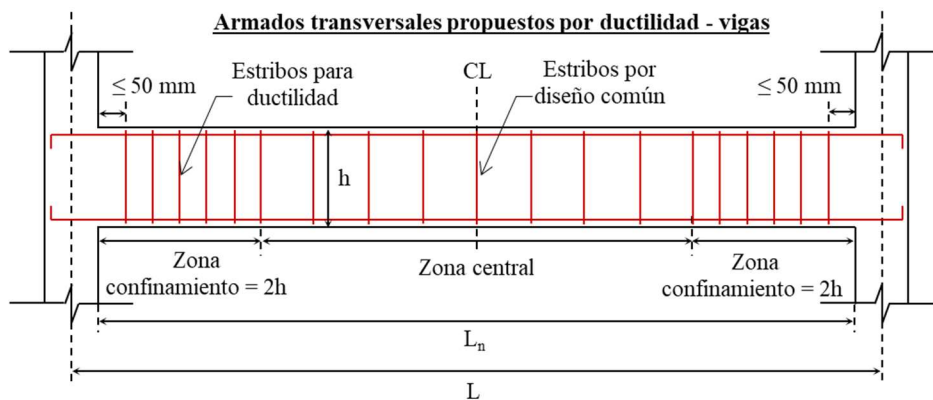 Armados transversales propuestos por ductilidad - vigas
≤ 50 mm
Estribos para
ductilidad
CL
Estribos por
diseño común
≤ 50 mm
h
Zona
confinamiento = 2h
Zona central
Zona
confinamiento = 2h
Lₙ
L